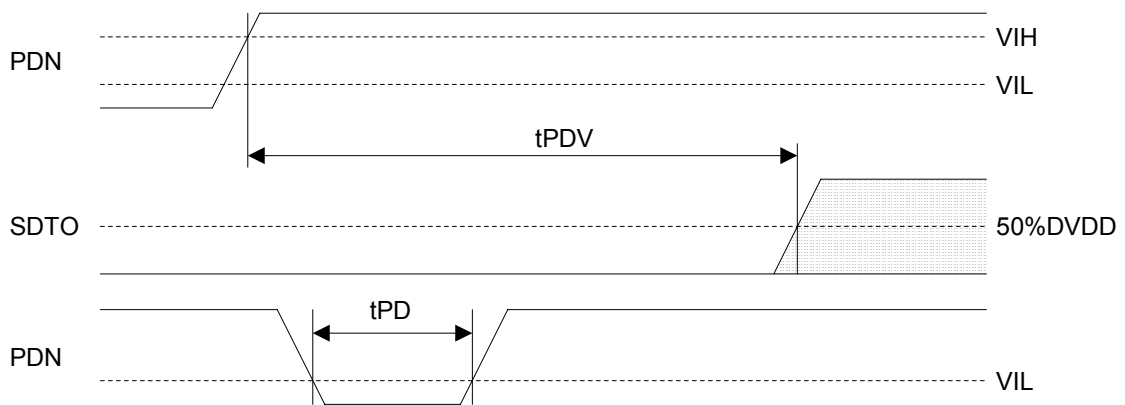 VIH
PDN
VIL
tPDV
SDTO
50%DVDD
tPD
PDN
VIL